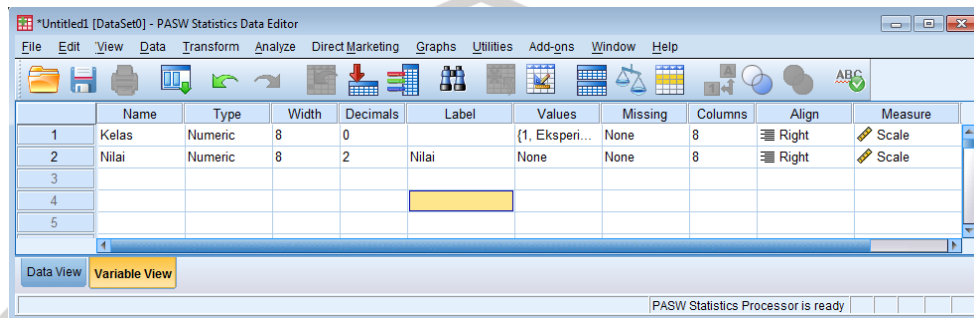 *Untitled1 [DataSet0] - PASW Statistics Data Editor
File Edit View Data Transform Analyze Direct Marketing Graphs Utilities Add-ons Window Help
A 1 4 ABC
Name Type Width Decimals Label Values Missing Columns Align Measure
1 Kelas Numeric 8 0 {1, Eksperi... None 8 Right Scale
2 Nilai Numeric 8 2 Nilai None None 8 Right Scale
3
4
5
Data View Variable View
PASW Statistics Processor is ready